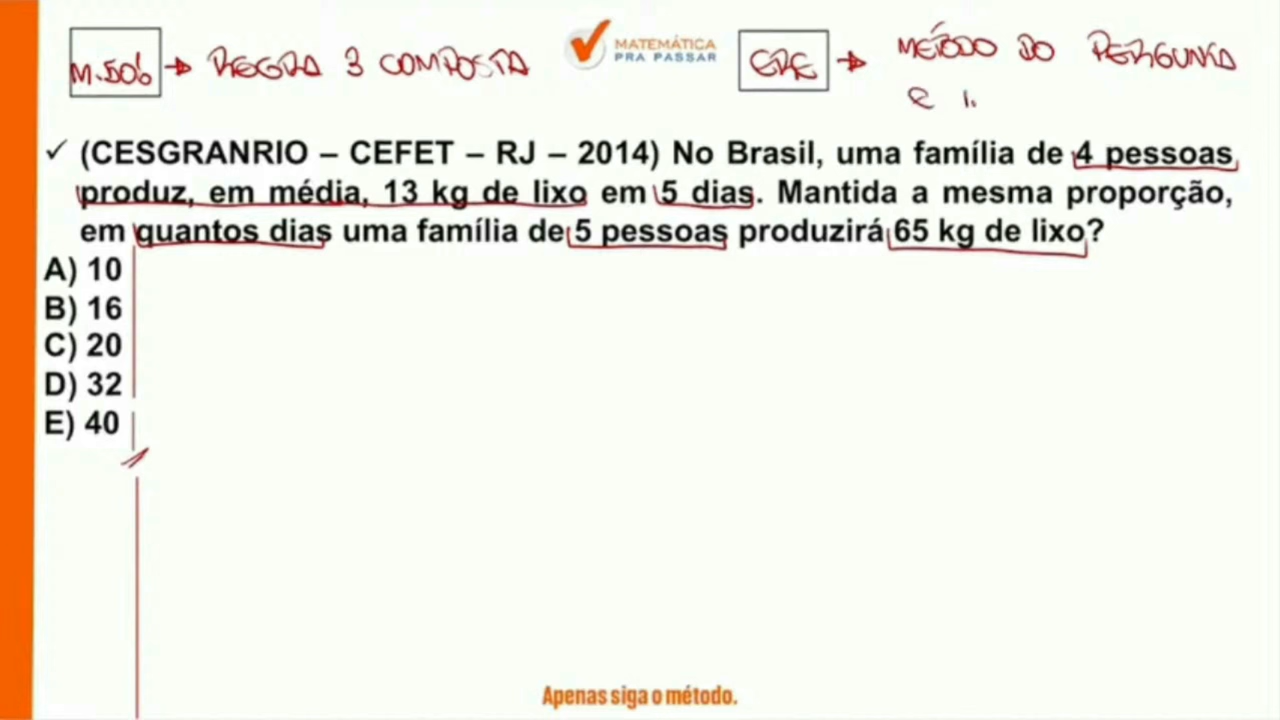 M.506 → REGRA 3 COMPOSTA
MATEMÁTICA
PRA PASSAR
→ MÉTODO DO PERGUNTA
e 1.
✓ (CESGRANRIO – CEFET – RJ – 2014) No Brasil, uma família de 4 pessoas
produz, em média, 13 kg de lixo em 5 dias. Mantida a mesma proporção,
em quantos dias uma família de 5 pessoas produzirá 65 kg de lixo?
A) 10
B) 16
C) 20
D) 32
E) 40
Apenas siga o método.